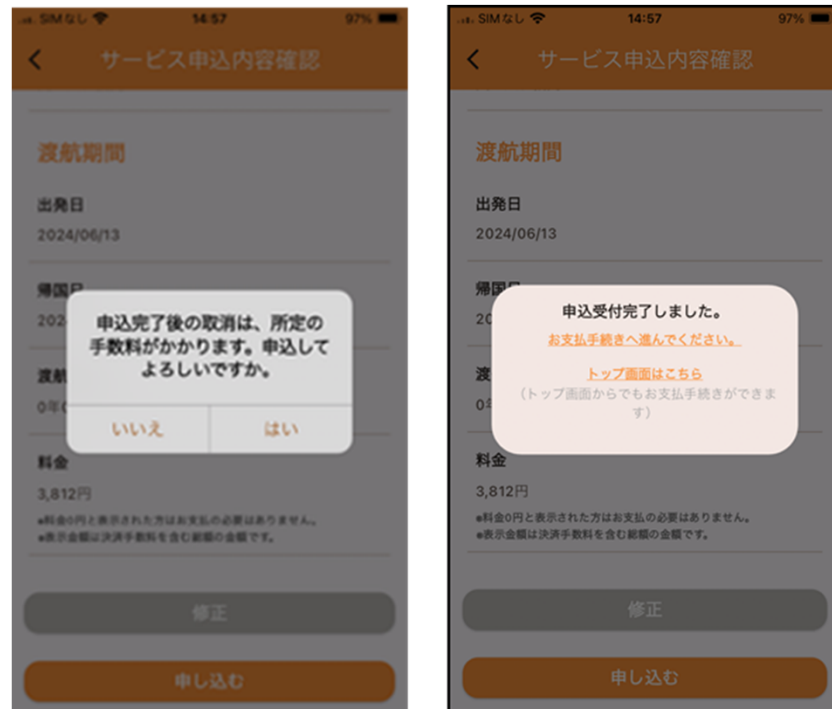 SIMなし 14:57 97%
サービス申込内容確認
渡航期間
出発日
2024/06/13
帰国
202
申込完了後の取消は、所定の
手数料がかかります。申込して
よろしいですか。
渡航
0年
いいえ はい
料金
3,812円
●料金0円と表示された方はお支払の必要はありません。
●表示金額は決済手数料を含む総額の金額です。
修正
申し込む
SIMなし 14:57 97%
サービス申込内容確認
渡航期間
出発日
2024/06/13
帰
20
申込受付完了しました。
お支払手続きへ進んでください。
トップ画面はこちら
(トップ画面からでもお支払手続きができま
す)
渡
0
料金
3,812円
●料金0円と表示された方はお支払の必要はありません。
●表示金額は決済手数料を含む総額の金額です。
修正
申し込む